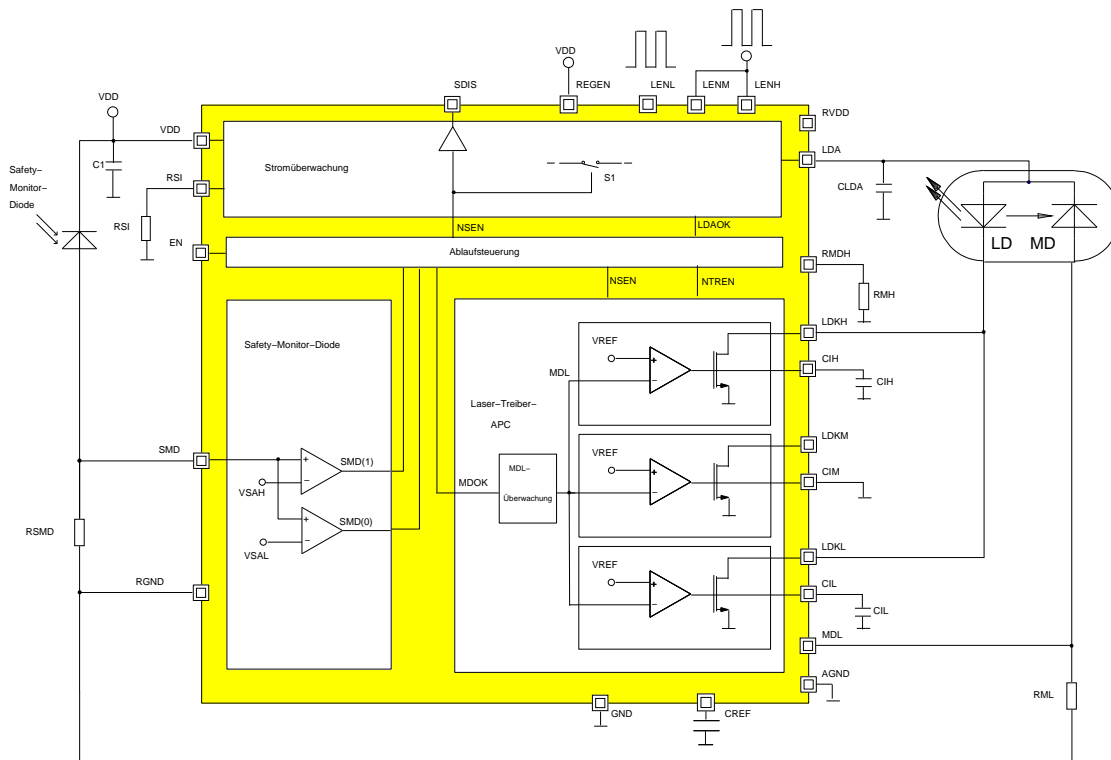 VDD
SDIS
REGEN
LENL
LENM
LENH
VDD
VDD
RVDD
LDA
C1
Safety–
Monitor–
Diode
Stromüberwachung
S1
RSI
RSI
CLDA
LD
MD
NSEN
LDAOK
EN
Ablaufsteuerung
RMDH
RMH
NSEN
NTREN
Safety–Monitor–Diode
VREF
MDL
LDKH
CIH
CIH
Laser–Treiber–
APC
VREF
LDKM
CIM
SMD
SMD(1)
VSAH
MDOK
MDL–
Überwachung
SMD(0)
RSMD
VSAL
VREF
LDKL
CIL
CIL
RGND
MDL
AGND
RML
GND
CREF